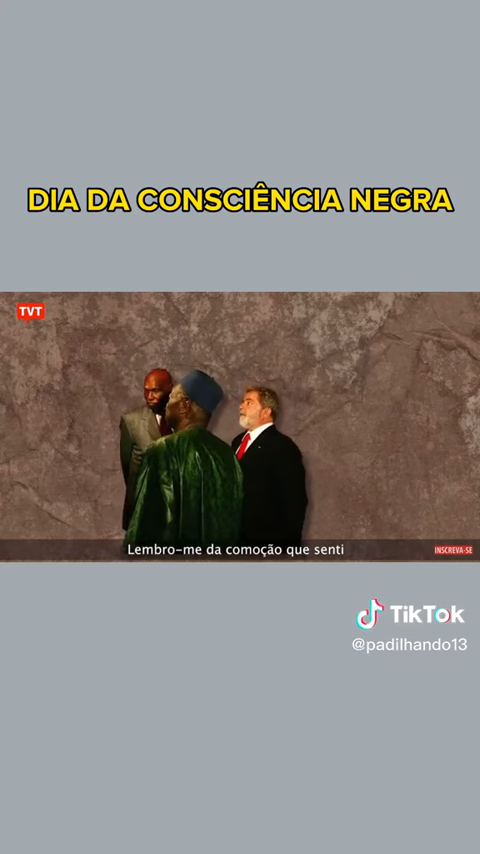 DIA DA CONSCIÊNCIA NEGRA
TVT
Lembro-me da comoção que senti
INSCREVA-SE
TikTok
@padilhando13